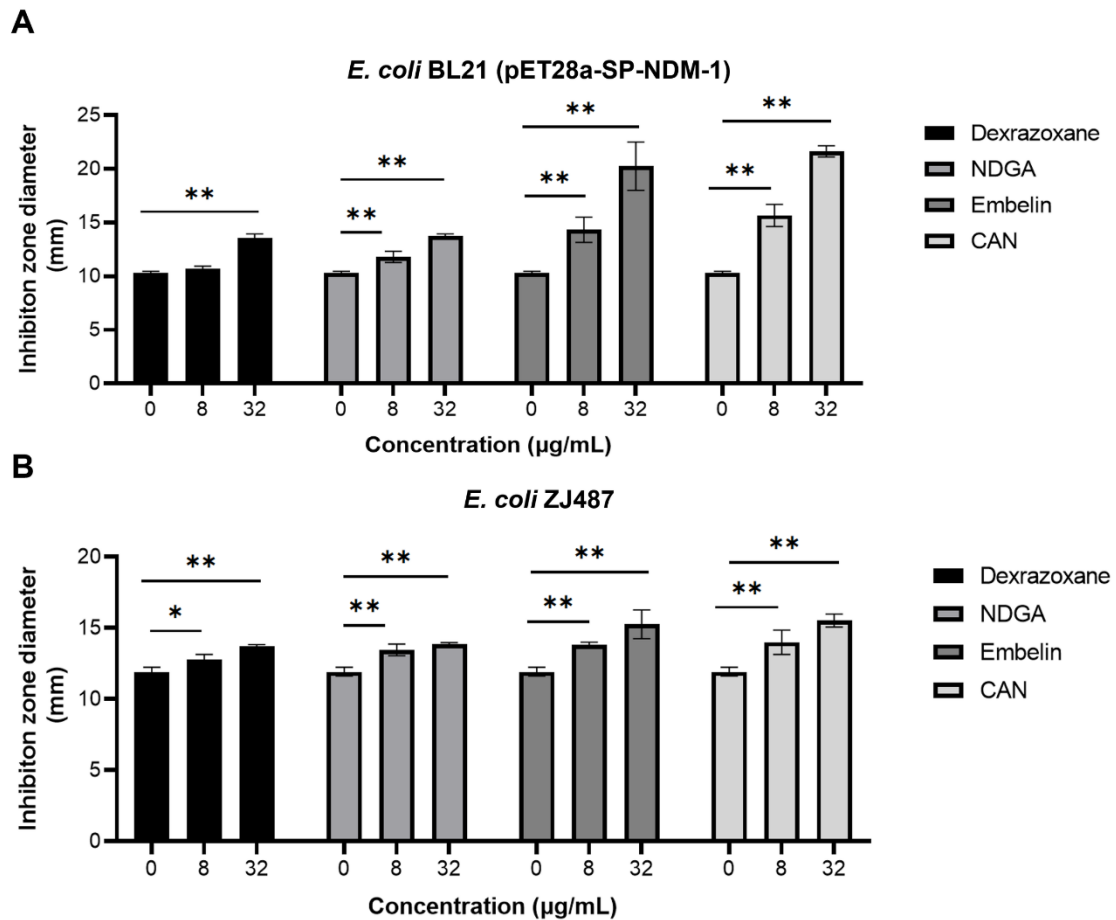 A
E. coli BL21 (pET28a-SP-NDM-1)
Inhibiton zone diameter
(mm)
25
20
15
10
5
0
**
** **
** **
** **
0 8 32 0 8 32 0 8 32 0 8 32
Concentration (µg/mL)
Dexrazoxane
NDGA
Embelin
CAN
B
E. coli ZJ487
Inhibiton zone diameter
(mm)
20
15
10
5
0
* **
** **
** **
** **
0 8 32 0 8 32 0 8 32 0 8 32
Concentration (µg/mL)
Dexrazoxane
NDGA
Embelin
CAN